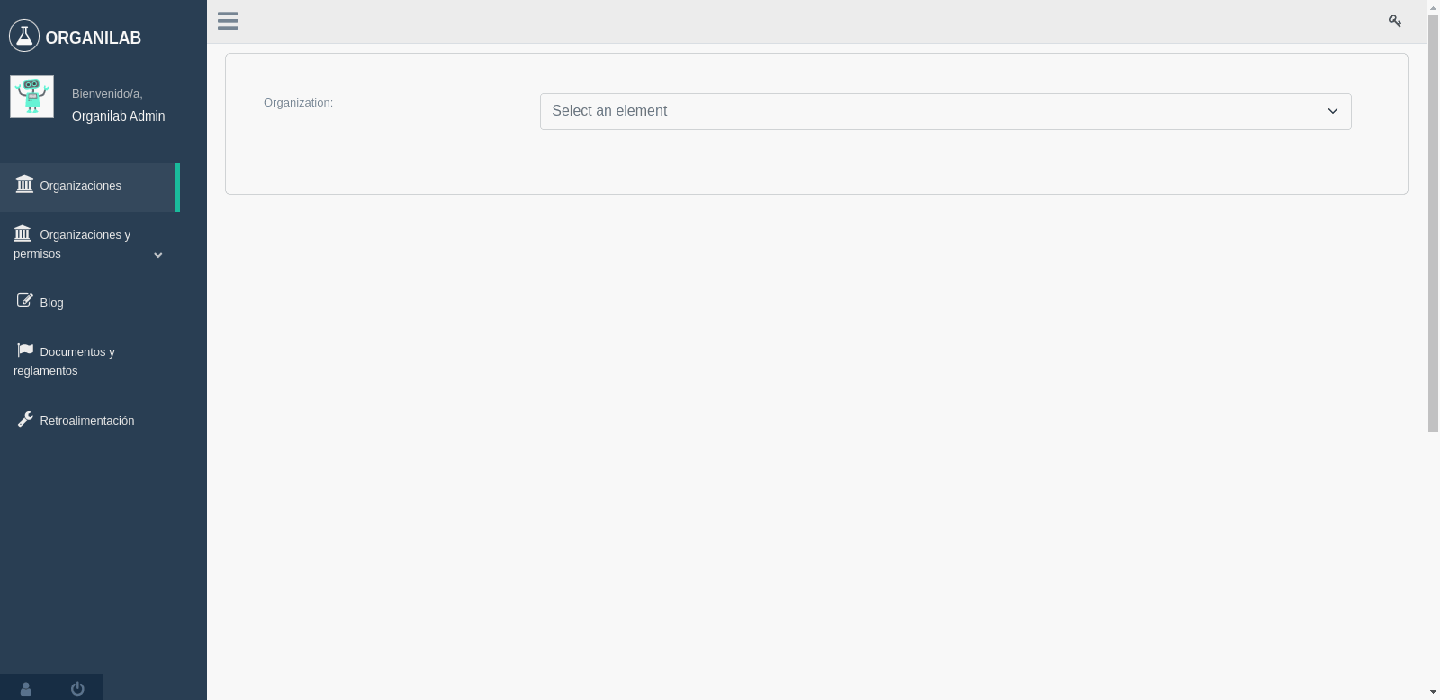 ORGANILAB
Bienvenido/a,
Organilab Admin
Organizaciones
Organizaciones y
permisos
Blog
Documentos y
reglamentos
Retroalimentación
Organization:
Select an element